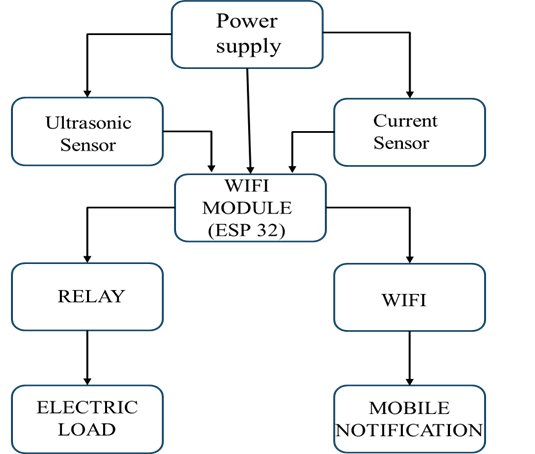 Power
supply
Ultrasonic
Sensor
Current
Sensor
WIFI
MODULE
(ESP 32)
RELAY
WIFI
ELECTRIC
LOAD
MOBILE
NOTIFICATION